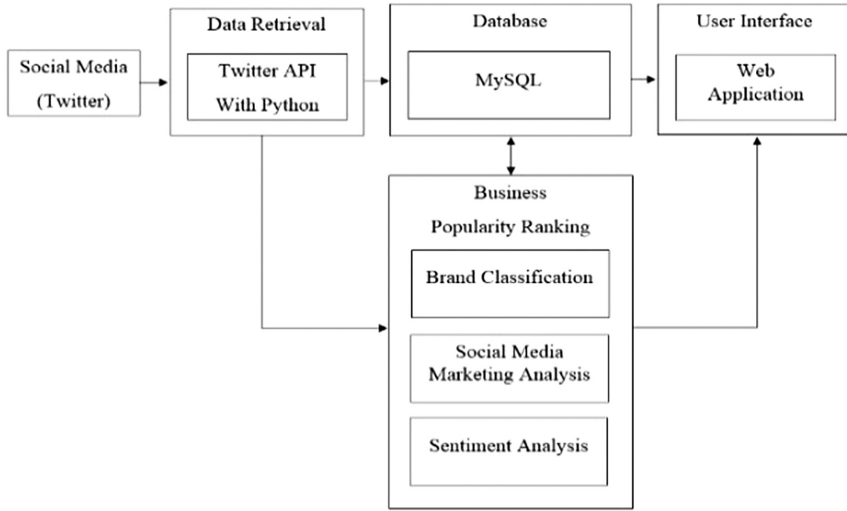 Social Media
(Twitter)
Data Retrieval
Twitter API
With Python
Database
MySQL
User Interface
Web
Application
Business
Popularity Ranking
Brand Classification
Social Media
Marketing Analysis
Sentiment Analysis